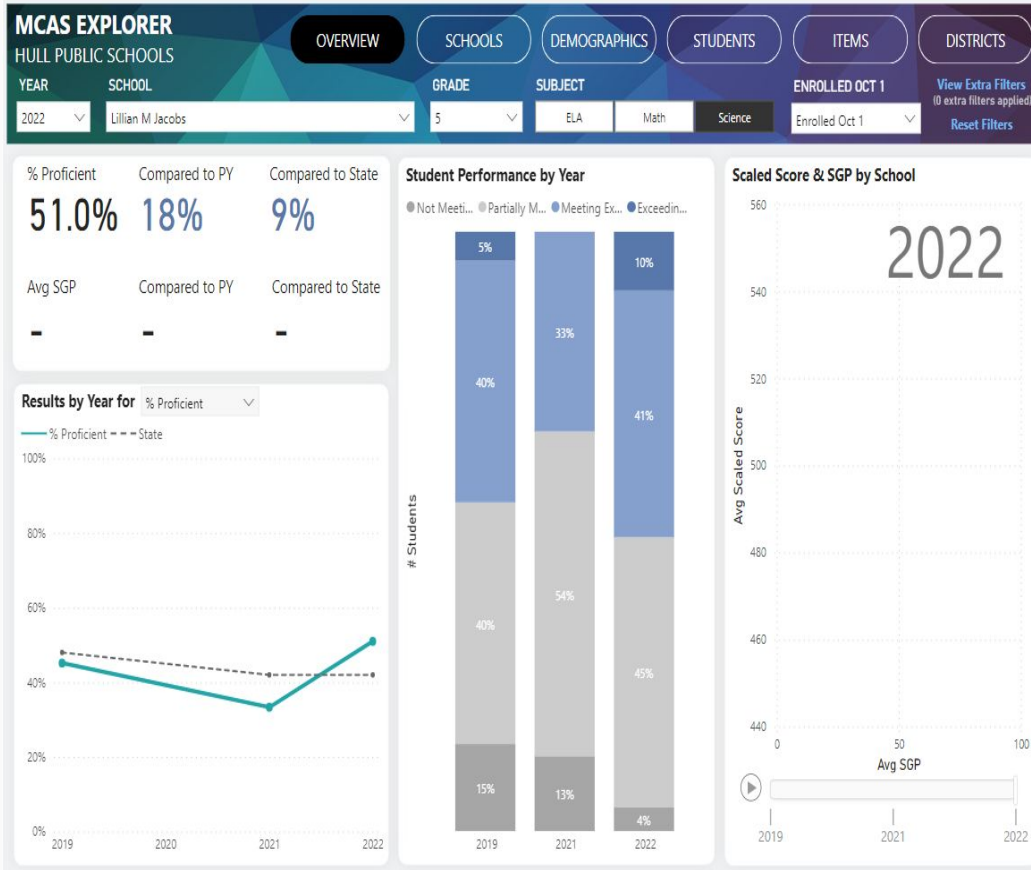 MCAS EXPLORER
HULL PUBLIC SCHOOLS
OVERVIEW
SCHOOLS
DEMOGRAPHICS
STUDENTS
ITEMS
DISTRICTS
YEAR
SCHOOL
GRADE
SUBJECT
ENROLLED OCT 1
View Extra Filters
(0 extra filters applied)
Reset Filters
2022
Lillian M Jacobs
5
ELA
Math
Science
Enrolled Oct 1
% Proficient
Compared to PY
Compared to State
51.0%
18%
9%
Avg SGP
Compared to PY
Compared to State
-
-
-
Results by Year for
% Proficient
% Proficient
State
100%
80%
60%
40%
20%
0%
2019
2020
2021
2022
Student Performance by Year
Not Meeti...
Partially M...
Meeting Ex...
Exceedin...
# Students
5%
40%
40%
15%
33%
54%
13%
10%
41%
45%
4%
2019
2021
2022
Scaled Score & SGP by School
2022
Avg Scaled Score
560
540
520
500
480
460
440
0
50
100
Avg SGP
2019
2021
2022